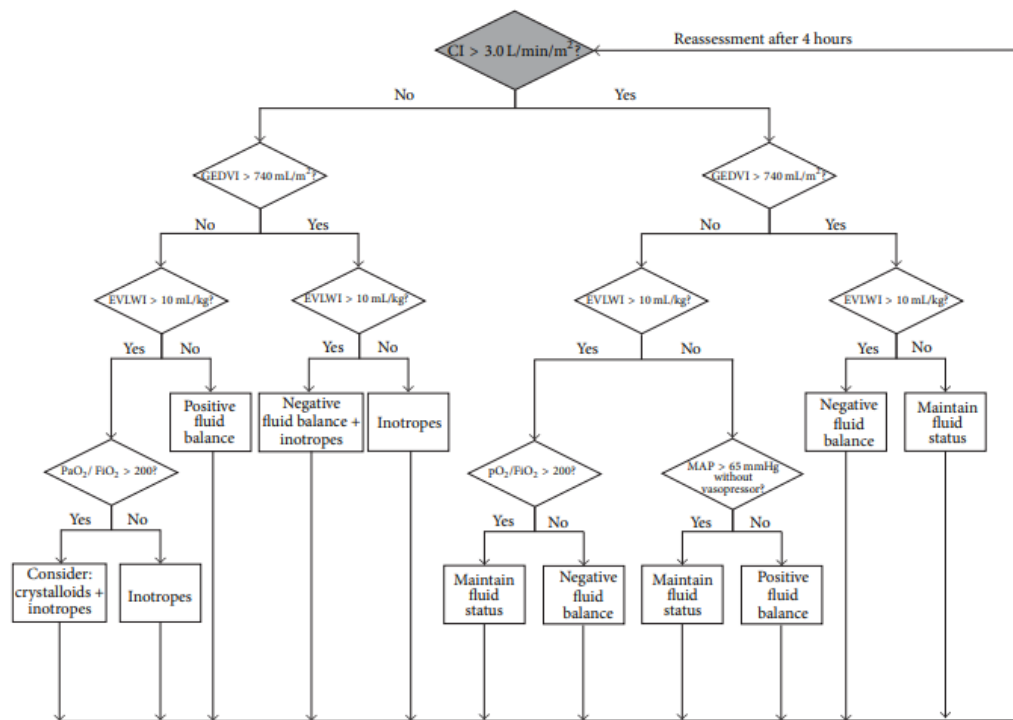 CI > 3.0 L/min/m²?
Reassessment after 4 hours
No
Yes
GEDVI > 740 mL/m²?
GEDVI > 740 mL/m²?
No
Yes
No
Yes
EVLWI > 10 mL/kg?
EVLWI > 10 mL/kg?
EVLWI > 10 mL/kg?
EVLWI > 10 mL/kg?
Yes
No
Yes
No
Yes
No
Yes
No
Positive
fluid
balance
Negative
fluid balance +
inotropes
Inotropes
Negative
fluid
balance
Maintain
fluid status
PaO₂/ FiO₂ > 200?
pO₂/FiO₂ > 200?
MAP > 65 mmHg
without
vasopressor?
Yes
No
Yes
No
Yes
No
Consider:
crystalloids +
inotropes
Inotropes
Maintain
fluid
status
Negative
fluid
balance
Maintain
fluid
status
Positive
fluid
balance